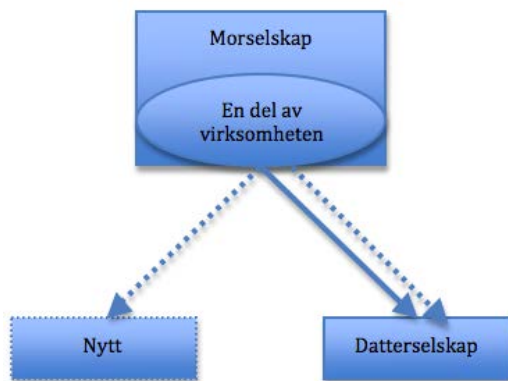 Morselskap
En del av
virksomheten
Nytt
Datterselskap